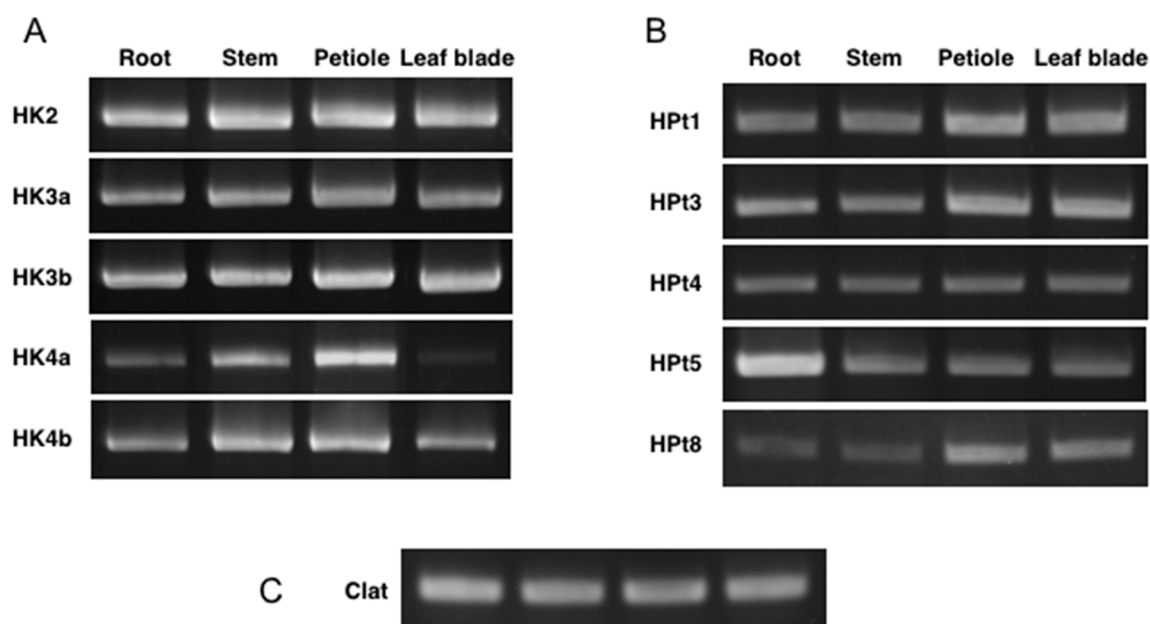 A
Root Stem Petiole Leaf blade
HK2
HK3a
HK3b
HK4a
HK4b
B
Root Stem Petiole Leaf blade
HPt1
HPt3
HPt4
HPt5
HPt8
C
Clat